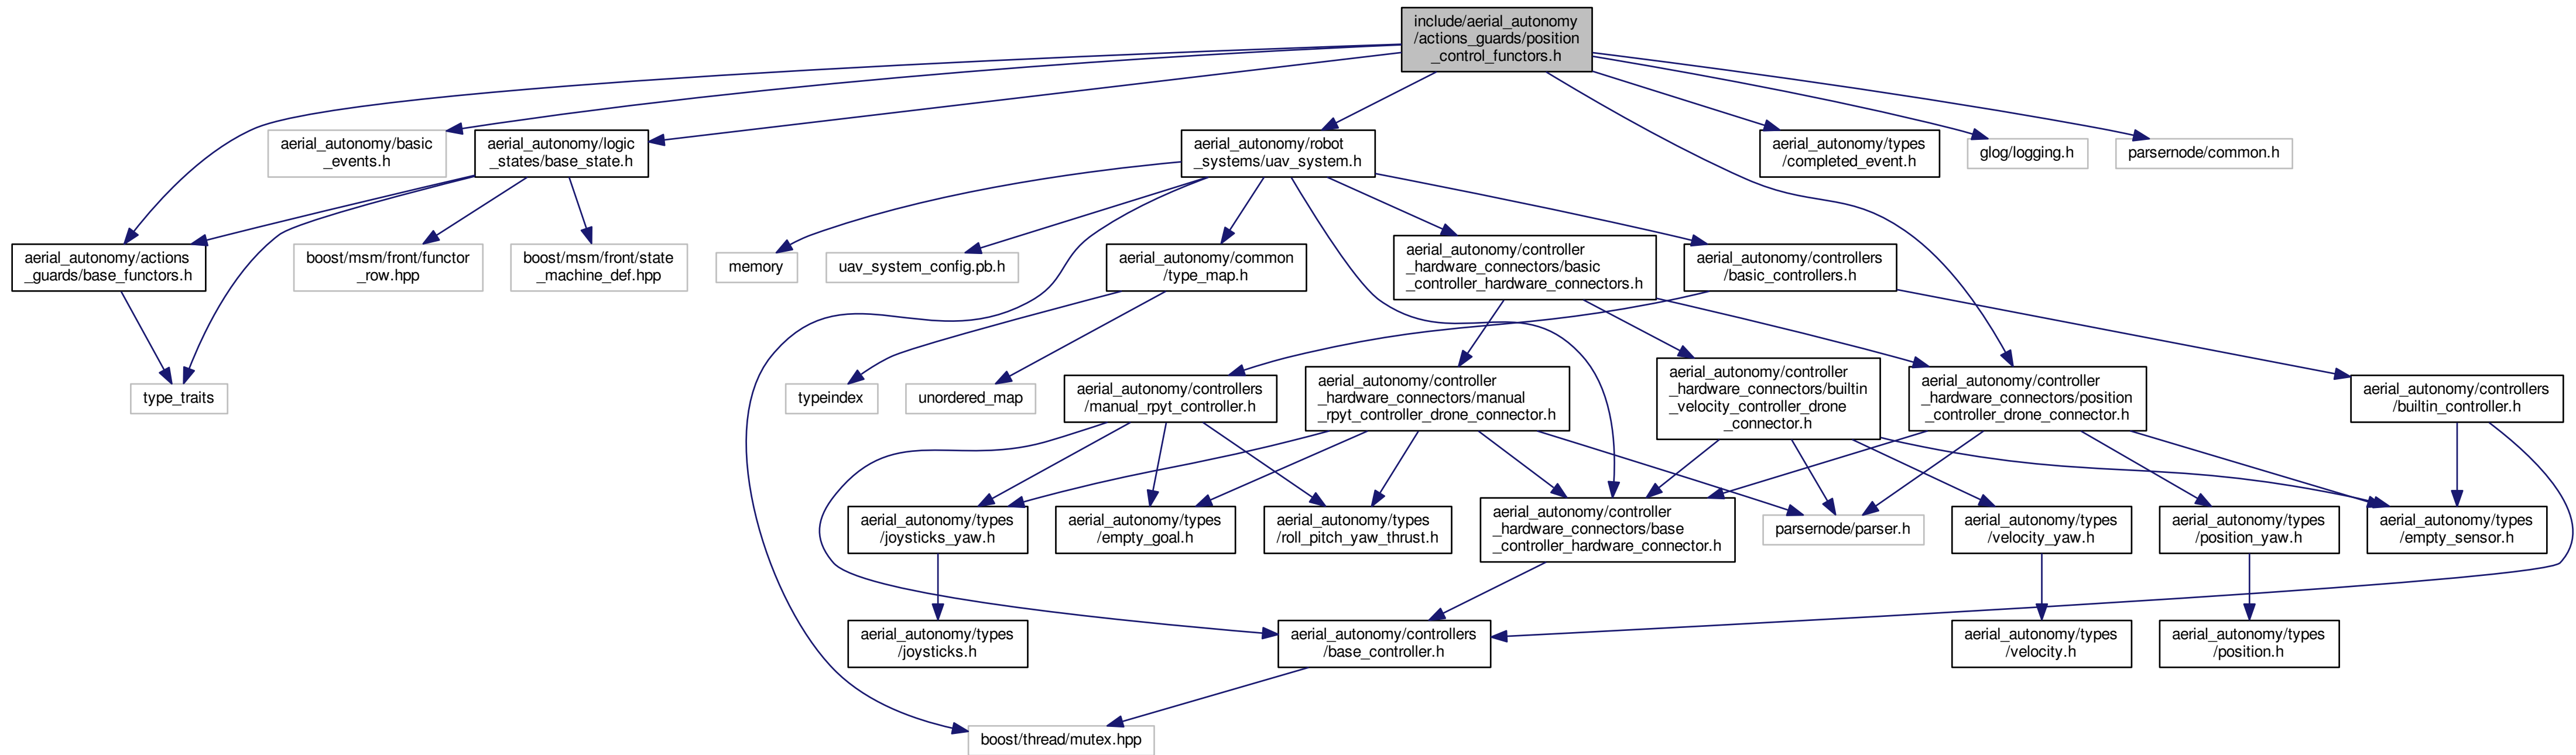 include/aerial_autonomy
/actions_guards/position
_control_functors.h
aerial_autonomy/basic
_events.h
aerial_autonomy/logic
_states/base_state.h
aerial_autonomy/robot
_systems/uav_system.h
aerial_autonomy/types
/completed_event.h
glog/logging.h
parsernode/common.h
aerial_autonomy/actions
_guards/base_functors.h
boost/msm/front/functor
_row.hpp
boost/msm/front/state
_machine_def.hpp
memory
uav_system_config.pb.h
aerial_autonomy/common
/type_map.h
aerial_autonomy/controller
_hardware_connectors/basic
_controller_hardware_connectors.h
aerial_autonomy/controllers
/basic_controllers.h
type_traits
typeindex
unordered_map
aerial_autonomy/controllers
/manual_rpyt_controller.h
aerial_autonomy/controller
_hardware_connectors/manual
_rpyt_controller_drone_connector.h
aerial_autonomy/controller
_hardware_connectors/builtin
_velocity_controller_drone
_connector.h
aerial_autonomy/controller
_hardware_connectors/position
_controller_drone_connector.h
aerial_autonomy/controllers
/builtin_controller.h
aerial_autonomy/types
/joysticks_yaw.h
aerial_autonomy/types
/empty_goal.h
aerial_autonomy/types
/roll_pitch_yaw_thrust.h
aerial_autonomy/controller
_hardware_connectors/base
_controller_hardware_connector.h
parsernode/parser.h
aerial_autonomy/types
/velocity_yaw.h
aerial_autonomy/types
/position_yaw.h
aerial_autonomy/types
/empty_sensor.h
aerial_autonomy/types
/joysticks.h
aerial_autonomy/controllers
/base_controller.h
aerial_autonomy/types
/velocity.h
aerial_autonomy/types
/position.h
boost/thread/mutex.hpp